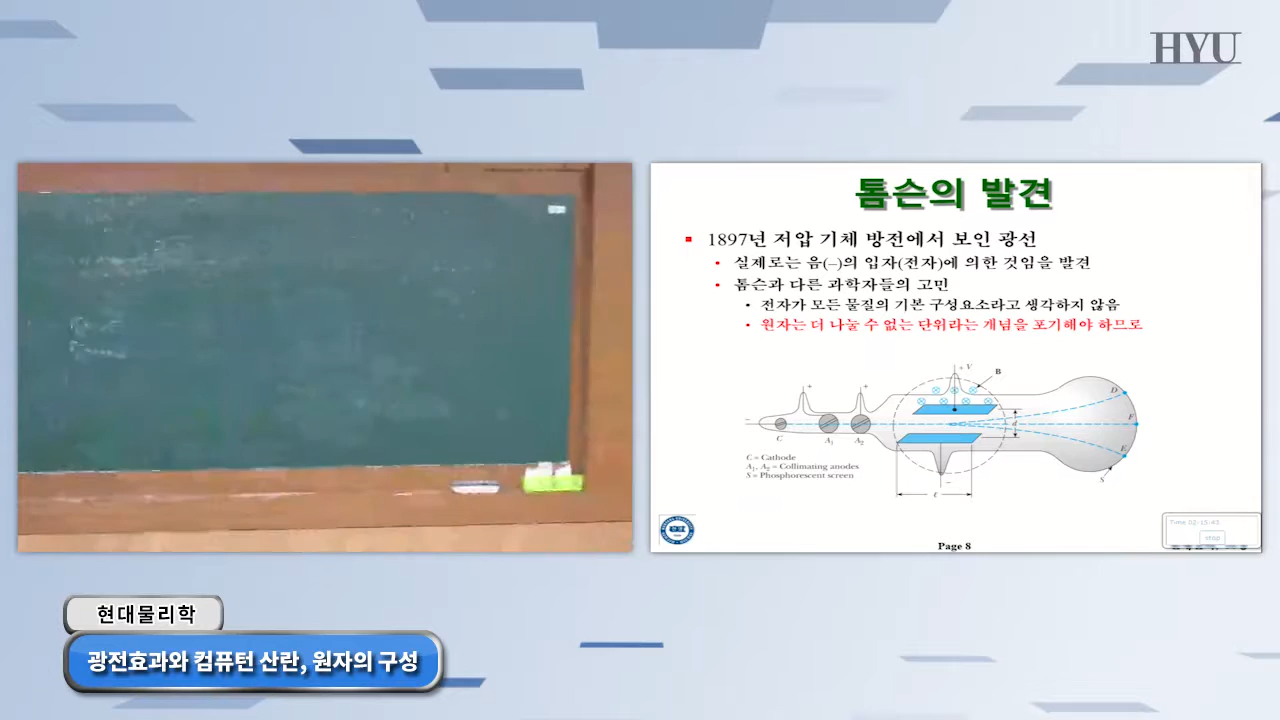 HYU
톰슨의 발견
1897년 저압 기체 방전에서 보인 광선
실제로는 음(–)의 입자(전자)에 의한 것임을 발견
톰슨과 다른 과학자들의 고민
전자가 모든 물질의 기본 구성요소라고 생각하지 않음
원자는 더 나눌 수 없는 단위라는 개념을 포기해야 하므로
+V
B
+
+
D
–
d
F
C
A₁
A₂
E
C = Cathode
A₁, A₂ = Collimating anodes
S = Phosphorescent screen
–
S
ℓ
Time 02:15:43
stop
Page 8
현대물리학
광전효과와 컴퓨턴 산란, 원자의 구성